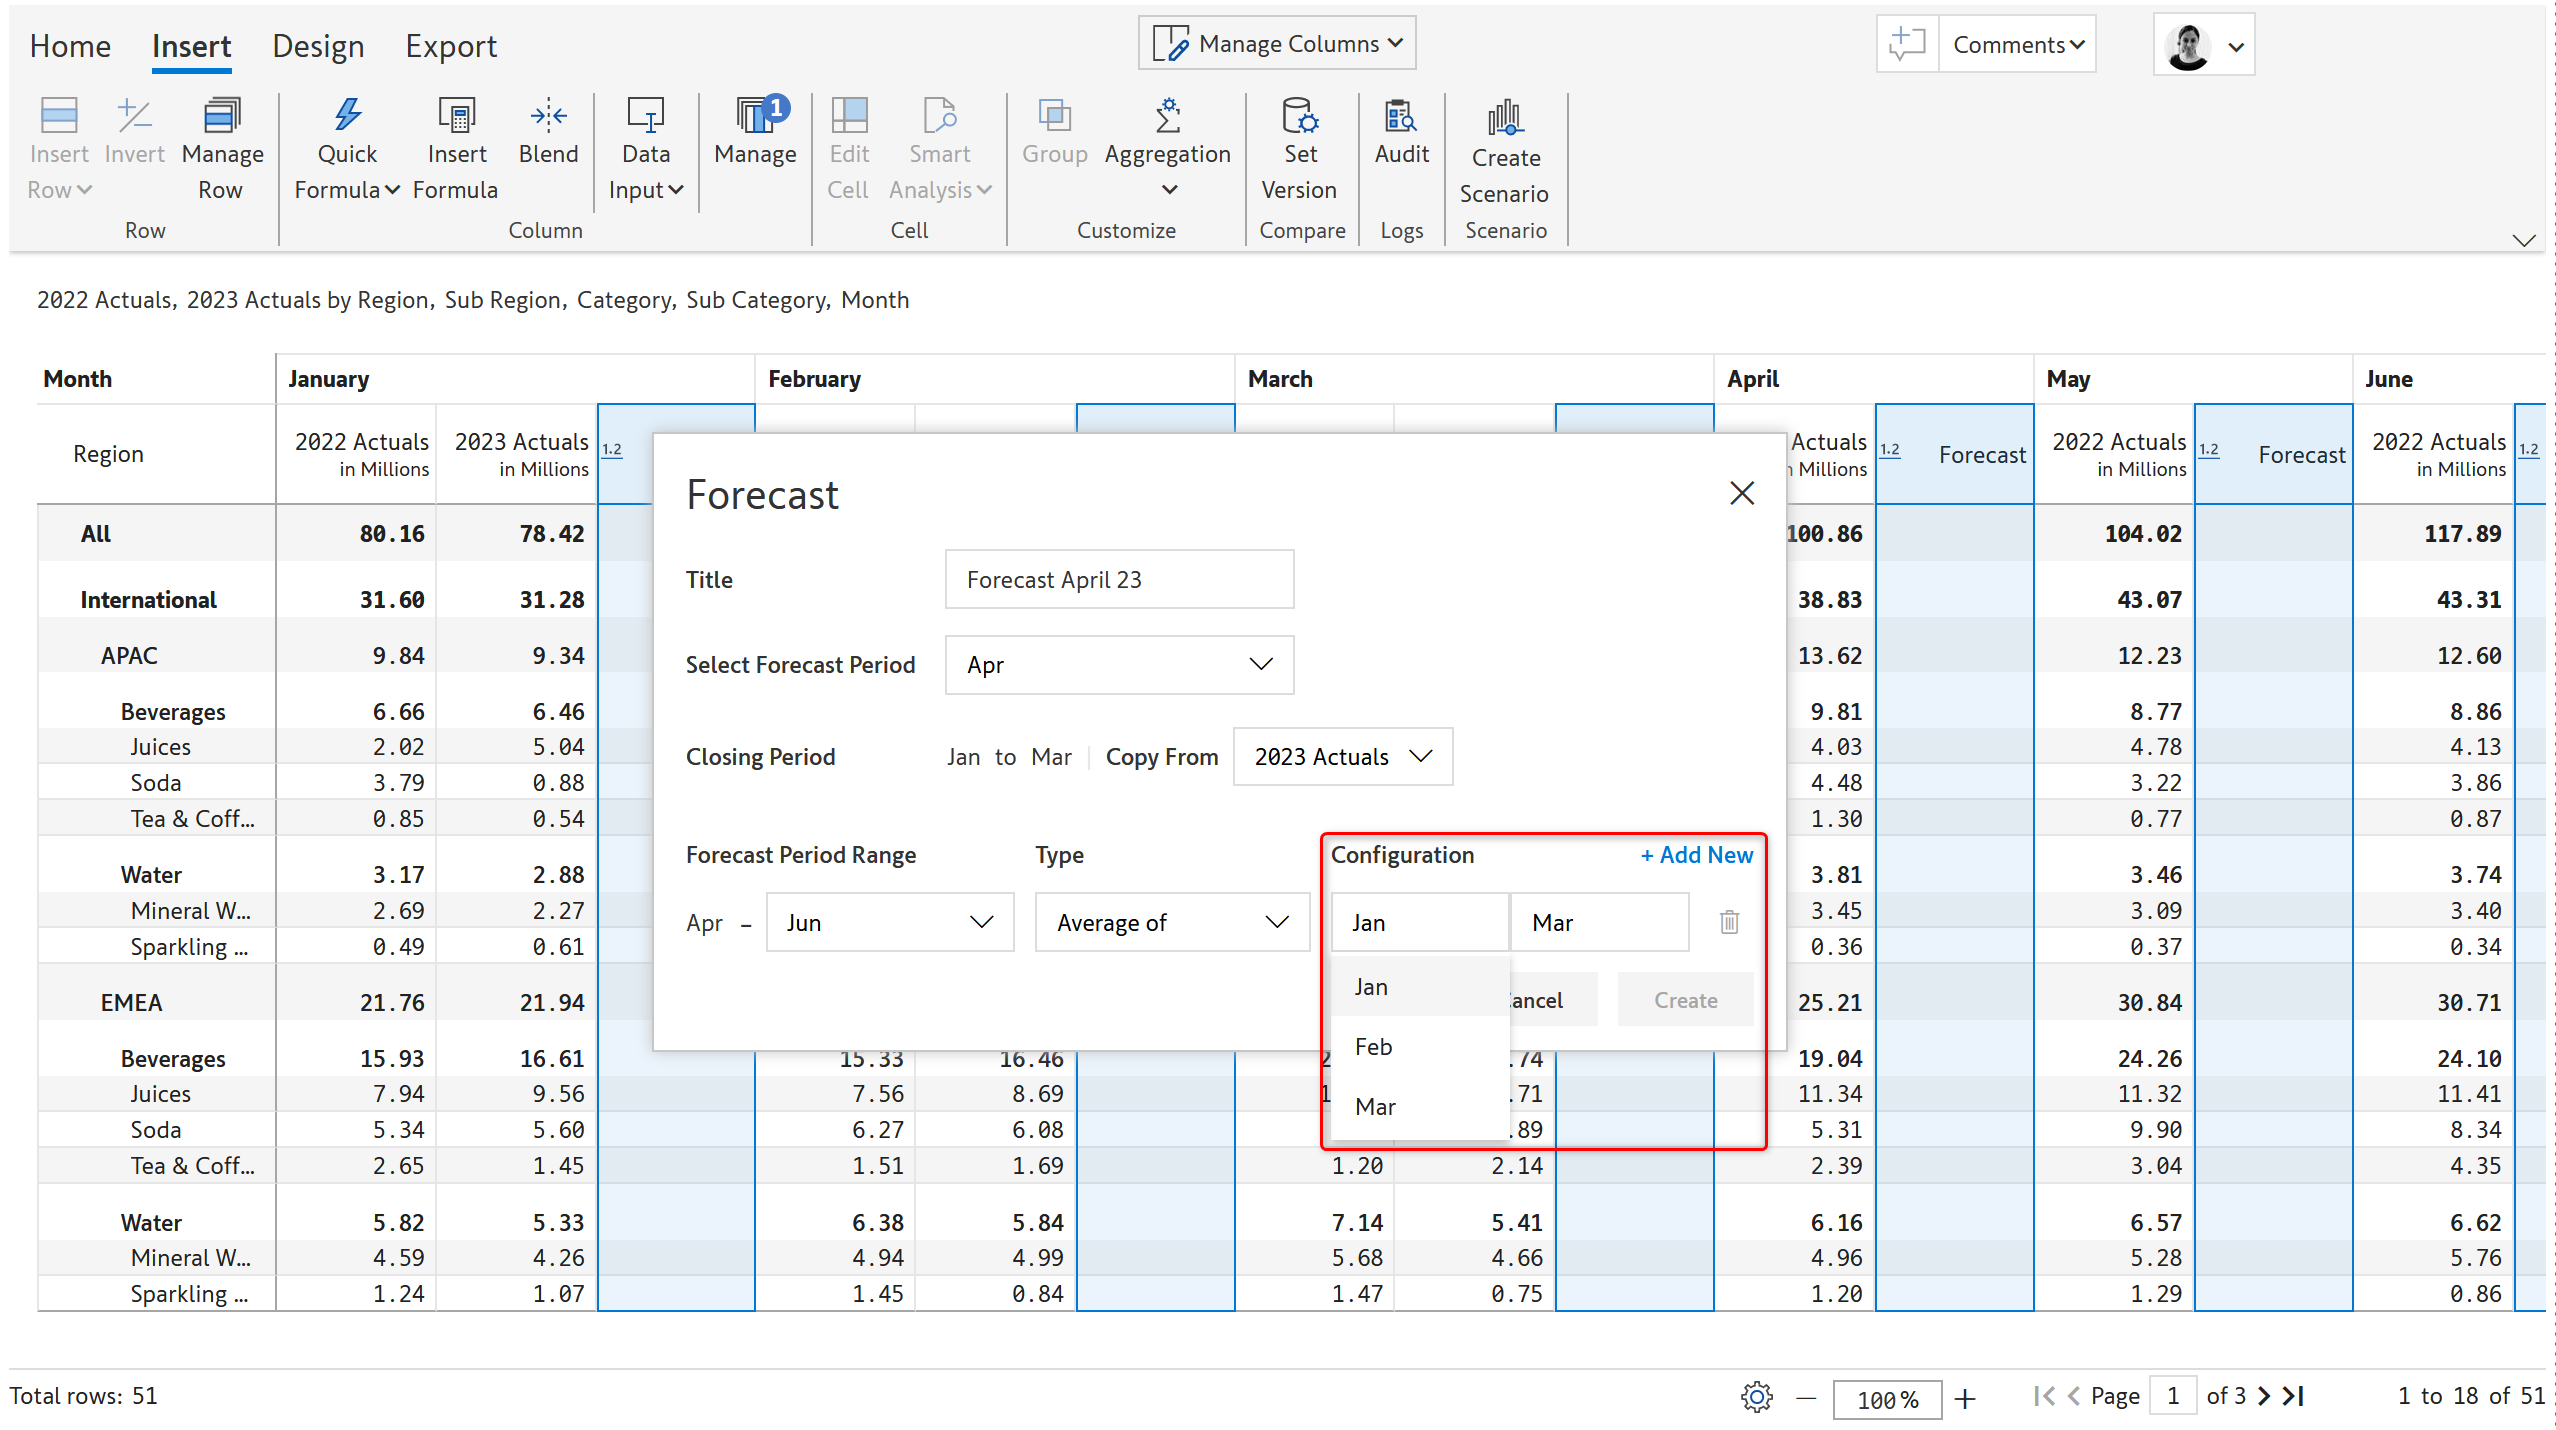 Home Insert Design Export
Manage Columns
Comments
Insert Row
Invert
Manage Row
Row
Quick Formula
Insert Formula
Blend
Data Input
1
Manage
Column
Edit Cell
Smart Analysis
Cell
Group
Aggregation
Customize
Set Version
Compare
Audit
Logs
Create Scenario
Scenario
2022 Actuals, 2023 Actuals by Region, Sub Region, Category, Sub Category, Month
Month January February March April May June
Region 2022 Actuals in Millions 2023 Actuals in Millions 1.2 Actuals Millions 1.2 Forecast 2022 Actuals in Millions 1.2 Forecast 2022 Actuals in Millions 1.2
All 80.16 78.42 100.86 104.02 117.89
International 31.60 31.28 38.83 43.07 43.31
APAC 9.84 9.34 13.62 12.23 12.60
Beverages 6.66 6.46 9.81 8.77 8.86
Juices 2.02 5.04 4.03 4.78 4.13
Soda 3.79 0.88 4.48 3.22 3.86
Tea & Coff... 0.85 0.54 1.30 0.77 0.87
Water 3.17 2.88 3.81 3.46 3.74
Mineral W... 2.69 2.27 3.45 3.09 3.40
Sparkling ... 0.49 0.61 0.36 0.37 0.34
EMEA 21.76 21.94 25.21 30.84 30.71
Beverages 15.93 16.61 15.33 16.46 .74 19.04 24.26 24.10
Juices 7.94 9.56 7.56 8.69 .71 11.34 11.32 11.41
Soda 5.34 5.60 6.27 6.08 .89 5.31 9.90 8.34
Tea & Coff... 2.65 1.45 1.51 1.69 1.20 2.14 2.39 3.04 4.35
Water 5.82 5.33 6.38 5.84 7.14 5.41 6.16 6.57 6.62
Mineral W... 4.59 4.26 4.94 4.99 5.68 4.66 4.96 5.28 5.76
Sparkling ... 1.24 1.07 1.45 0.84 1.47 0.75 1.20 1.29 0.86
Forecast
Title Forecast April 23
Select Forecast Period Apr
Closing Period Jan to Mar Copy From 2023 Actuals
Forecast Period Range Type Configuration + Add New
Apr – Jun Average of Jan Mar
Jan
Feb
Mar
ancel Create
Total rows: 51 100 % Page 1 of 3 1 to 18 of 51